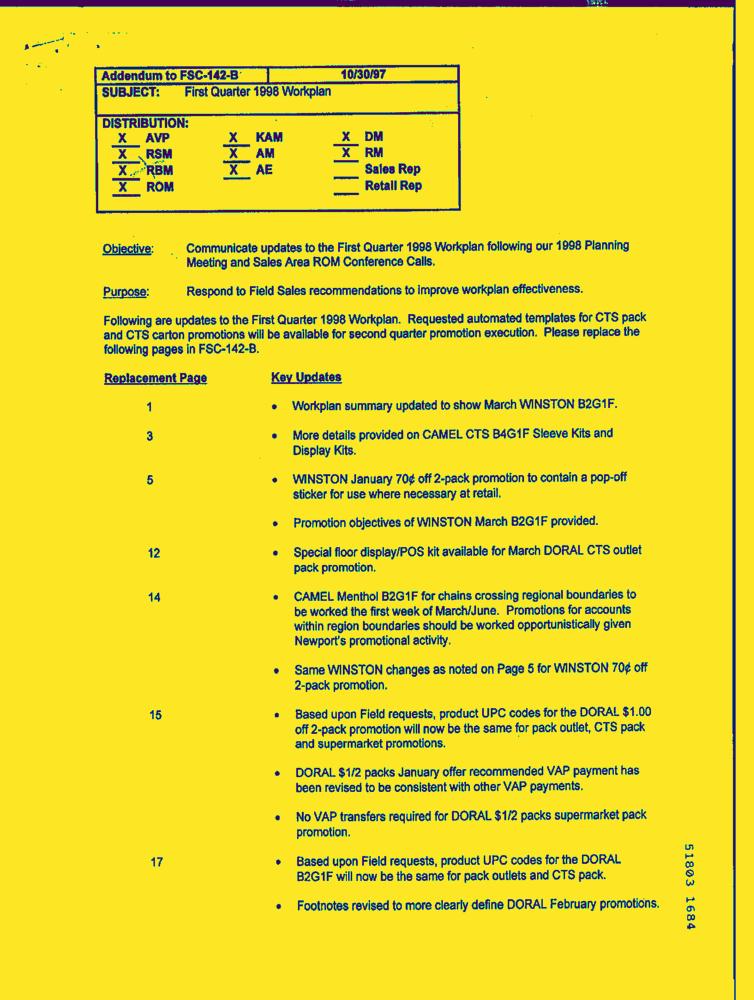 Addendum to FSC-142-B 10/30/97
SUBJECT: First Quarter 1998 Workplan
DISTRIBUTION:
X AVP X KAM X DM
X RSM X AM X RM
X RBM X AE Sales Rep
X ROM Retail Rep
Objective: Communicate updates to the First Quarter 1998 Workplan following our 1998 Planning
Meeting and Sales Area ROM Conference Calls.
Purpose: Respond to Field Sales recommendations to improve workplan effectiveness.
Following are updates to the First Quarter 1998 Workplan. Requested automated templates for CTS pack
and CTS carton promotions will be available for second quarter promotion execution. Please replace the
following pages in FSC-142-B.
Replacement Page Key Updates
1 • Workplan summary updated to show March WINSTON B2G1F.
3 • More details provided on CAMEL CTS B4G1F Sleeve Kits and
Display Kits.
5 • WINSTON January 70¢ off 2-pack promotion to contain a pop-off
sticker for use where necessary at retail.
• Promotion objectives of WINSTON March B2G1F provided.
12 • Special floor display/POS kit available for March DORAL CTS outlet
pack promotion.
14 • CAMEL Menthol B2G1F for chains crossing regional boundaries to
be worked the first week of March/June. Promotions for accounts
within region boundaries should be worked opportunistically given
Newport's promotional activity.
• Same WINSTON changes as noted on Page 5 for WINSTON 70¢ off
2-pack promotion.
15 • Based upon Field requests, product UPC codes for the DORAL $1.00
off 2-pack promotion will now be the same for pack outlet, CTS pack
and supermarket promotions.
• DORAL $1/2 packs January offer recommended VAP payment has
been revised to be consistent with other VAP payments.
• No VAP transfers required for DORAL $1/2 packs supermarket pack
promotion.
17 • Based upon Field requests, product UPC codes for the DORAL
B2G1F will now be the same for pack outlets and CTS pack.
• Footnotes revised to more clearly define DORAL February promotions.
51803 1684